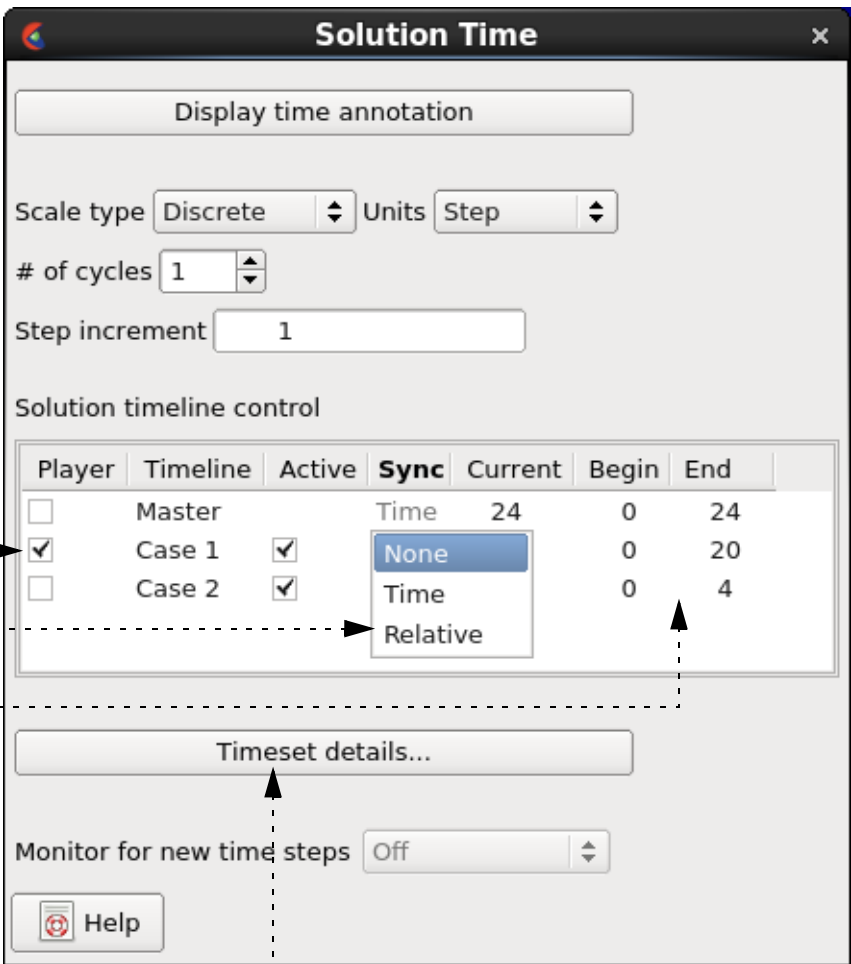 Solution Time
Display time annotation
Scale type Discrete Units Step
# of cycles 1
Step increment 1
Solution timeline control
Player Timeline Active Sync Current Begin End
Master Time 24 0 24
Case 1 None 0 20
Case 2 Time 0 4
Relative
Timeset details...
Monitor for new time steps Off
Help